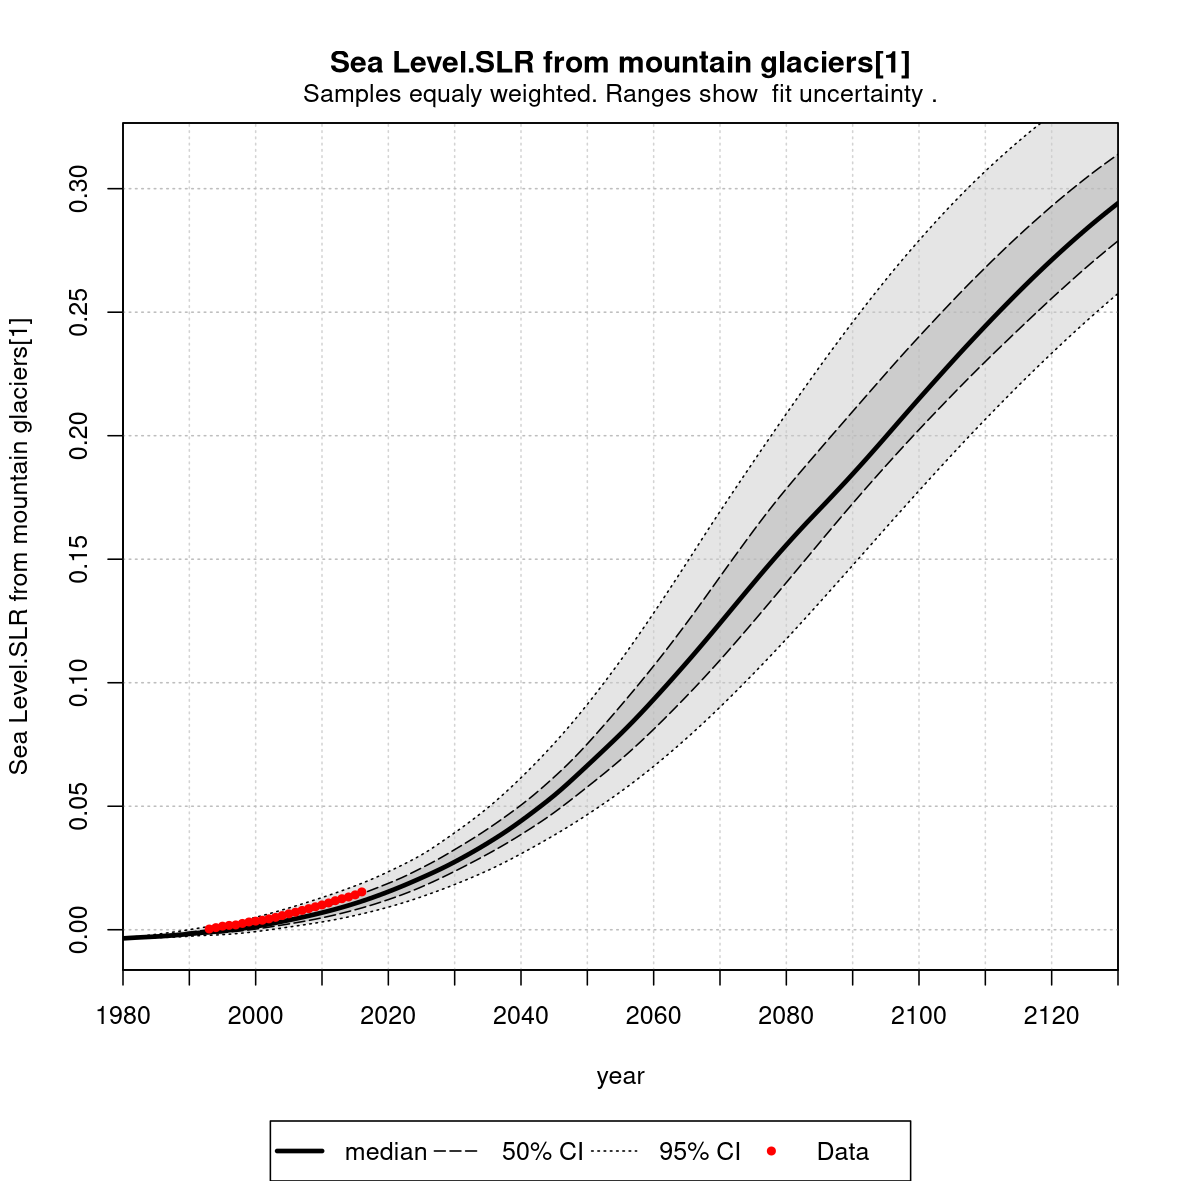 Sea Level.SLR from mountain glaciers[1]
Samples equaly weighted. Ranges show  fit uncertainty .
Sea Level.SLR from mountain glaciers[1]
0.30
0.25
0.20
0.15
0.10
0.05
0.00
1980 2000 2020 2040 2060 2080 2100 2120
year
median 50% CI 95% CI Data